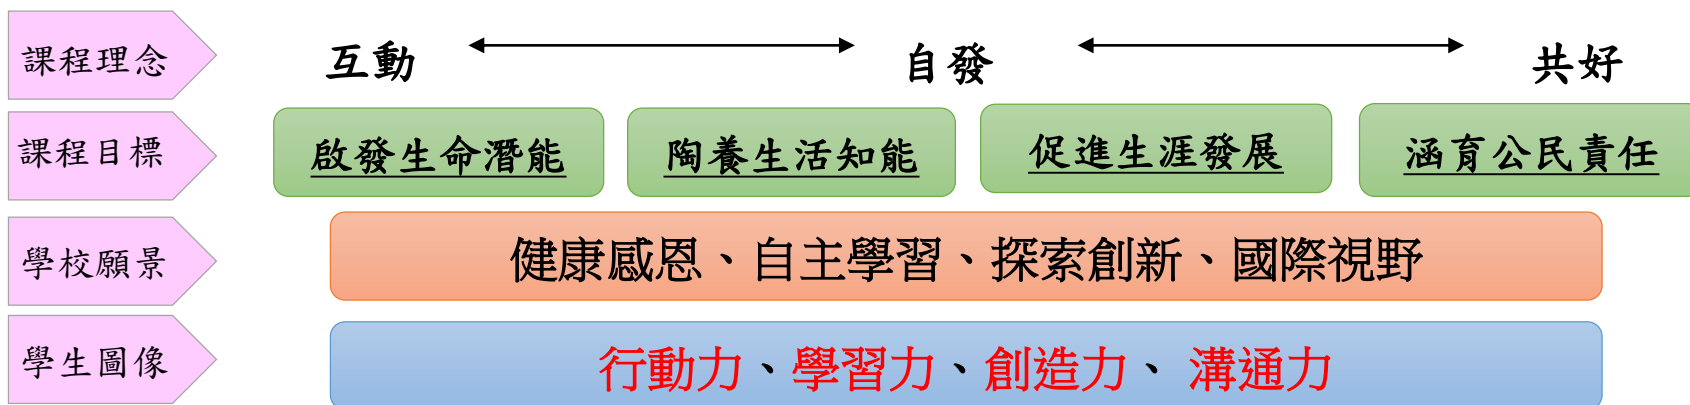 課程理念 互動 自發 共好
課程目標 啟發生命潛能 陶養生活知能 促進生涯發展 涵育公民責任
學校願景 健康感恩、自主學習、探索創新、國際視野
學生圖像 行動力、學習力、創造力、 溝通力